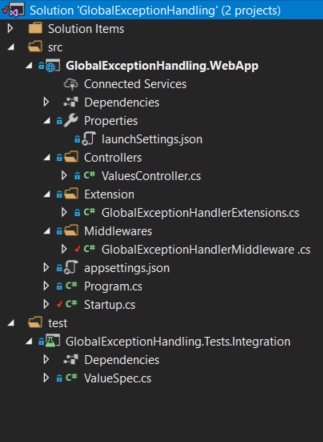 Solution 'GlobalExceptionHandling' (2 projects)
Solution Items
src
GlobalExceptionHandling.WebApp
Connected Services
Dependencies
Properties
launchSettings.json
Controllers
C# ValuesController.cs
Extension
C# GlobalExceptionHandlerExtensions.cs
Middlewares
C# GlobalExceptionHandlerMiddleware .cs
appsettings.json
C# Program.cs
C# Startup.cs
test
GlobalExceptionHandling.Tests.Integration
Dependencies
C# ValueSpec.cs